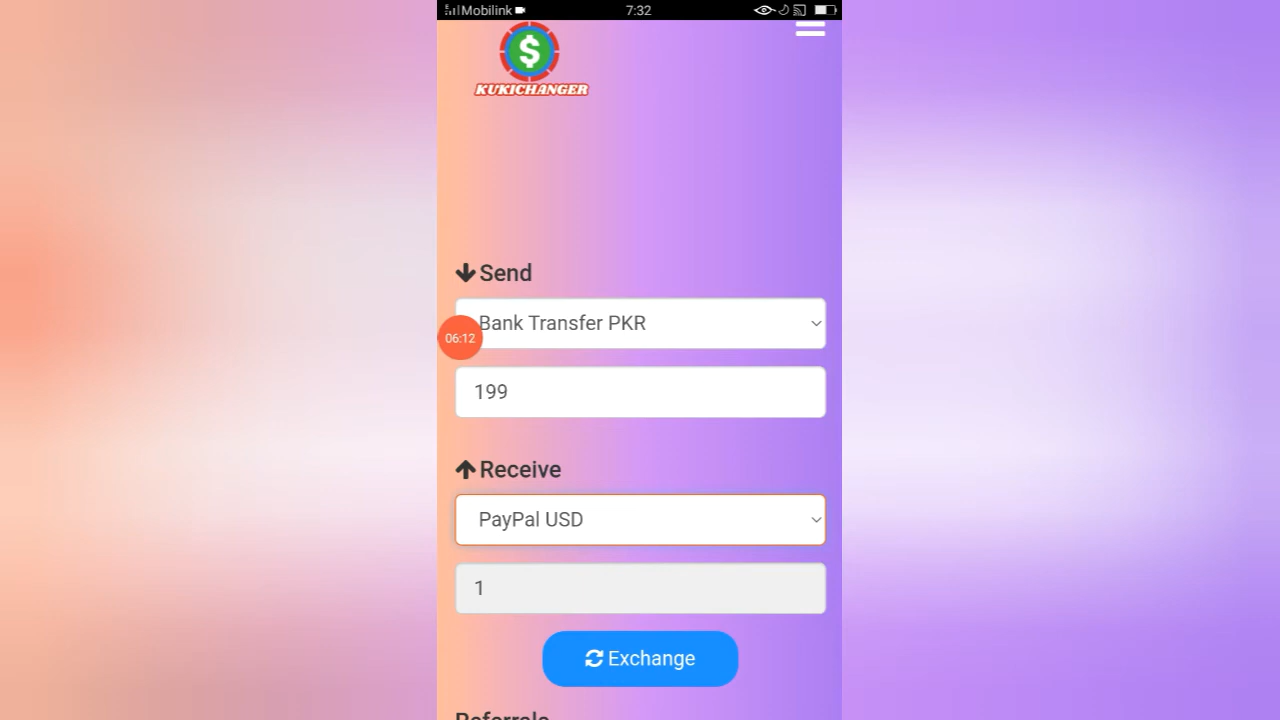 Mobilink 7:32
$
KUKICHANGER
Send
Bank Transfer PKR
06:12
199
Receive
PayPal USD
1
Exchange
Referrals